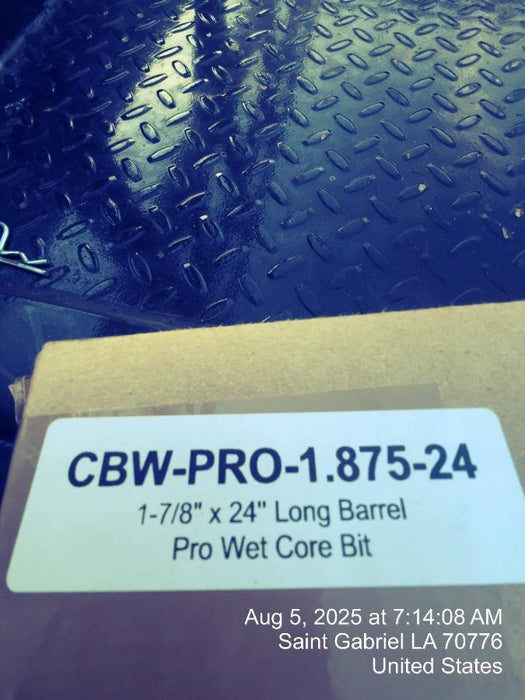 CBW-PRO-1.875-24
1-7/8" x 24" Long Barrel
Pro Wet Core Bit
Aug 5, 2025 at 7:14:08 AM
Saint Gabriel LA 70776
United States